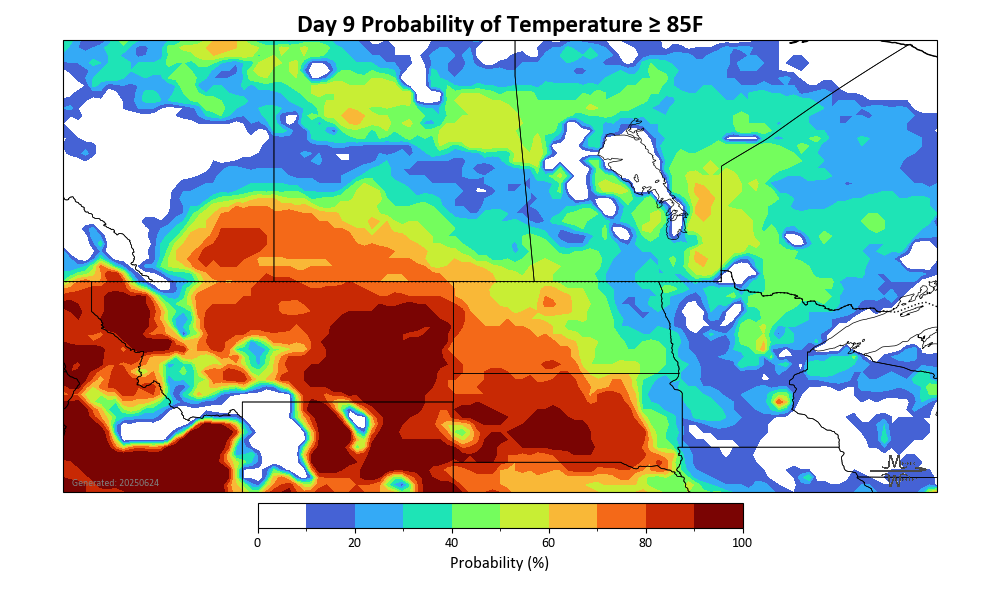 Day 9 Probability of Temperature ≥ 85F
Generated: 20250624
0 20 40 60 80 100
Probability (%)